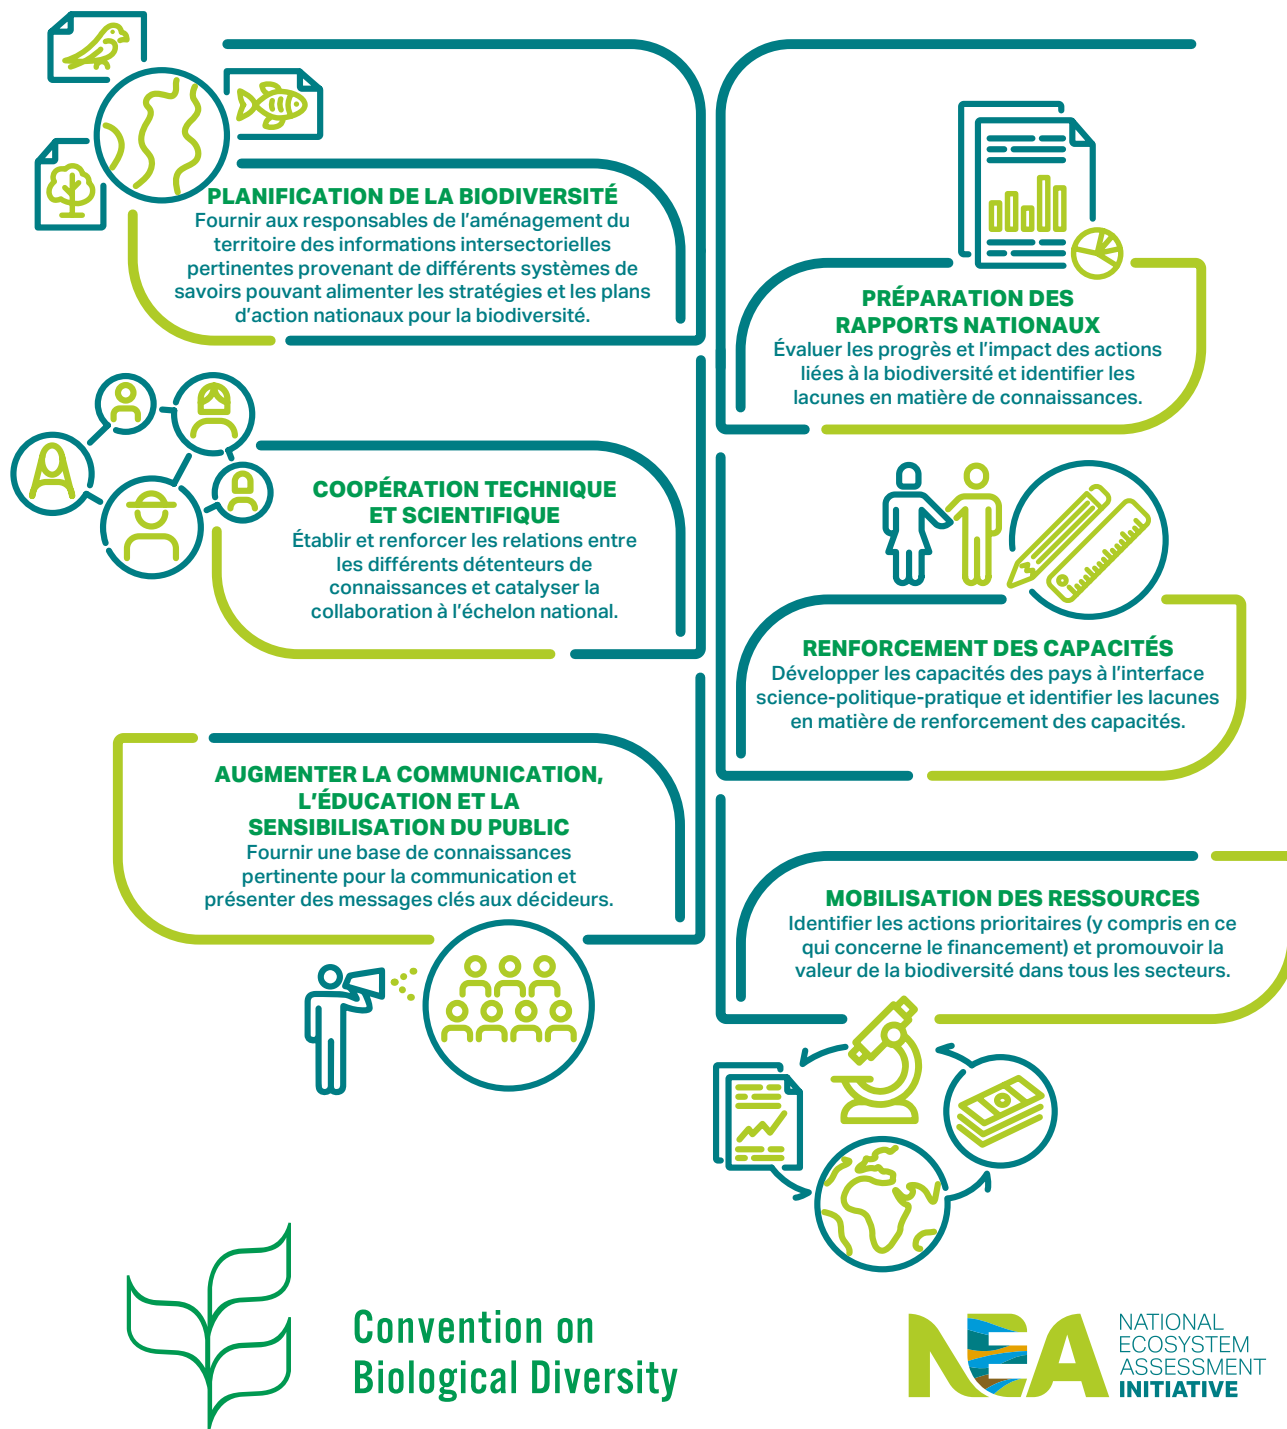 PLANIFICATION DE LA BIODIVERSITÉ
Fournir aux responsables de l'aménagement du
territoire des informations intersectorielles
pertinentes provenant de différents systèmes de
savoirs pouvant alimenter les stratégies et les plans
d'action nationaux pour la biodiversité.
PRÉPARATION DES
RAPPORTS NATIONAUX
Évaluer les progrès et l'impact des actions
liées à la biodiversité et identifier les
lacunes en matière de connaissances.
COOPÉRATION TECHNIQUE
ET SCIENTIFIQUE
Établir et renforcer les relations entre
les différents détenteurs de
connaissances et catalyser la
collaboration à l'échelon national.
RENFORCEMENT DES CAPACITÉS
Développer les capacités des pays à l'interface
science-politique-pratique et identifier les lacunes
en matière de renforcement des capacités.
AUGMENTER LA COMMUNICATION,
L'ÉDUCATION ET LA
SENSIBILISATION DU PUBLIC
Fournir une base de connaissances
pertinente pour la communication et
présenter des messages clés aux décideurs.
MOBILISATION DES RESSOURCES
Identifier les actions prioritaires (y compris en ce
qui concerne le financement) et promouvoir la
valeur de la biodiversité dans tous les secteurs.
Convention on
Biological Diversity
NEA
NATIONAL
ECOSYSTEM
ASSESSMENT
INITIATIVE